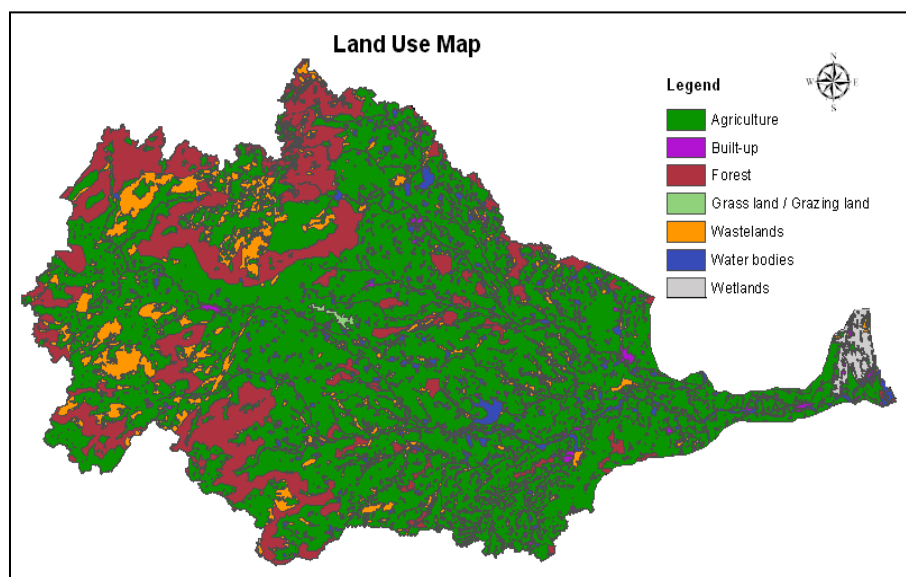 Land Use Map
N
W E
S
Legend
Agriculture
Built-up
Forest
Grass land / Grazing land
Wastelands
Water bodies
Wetlands